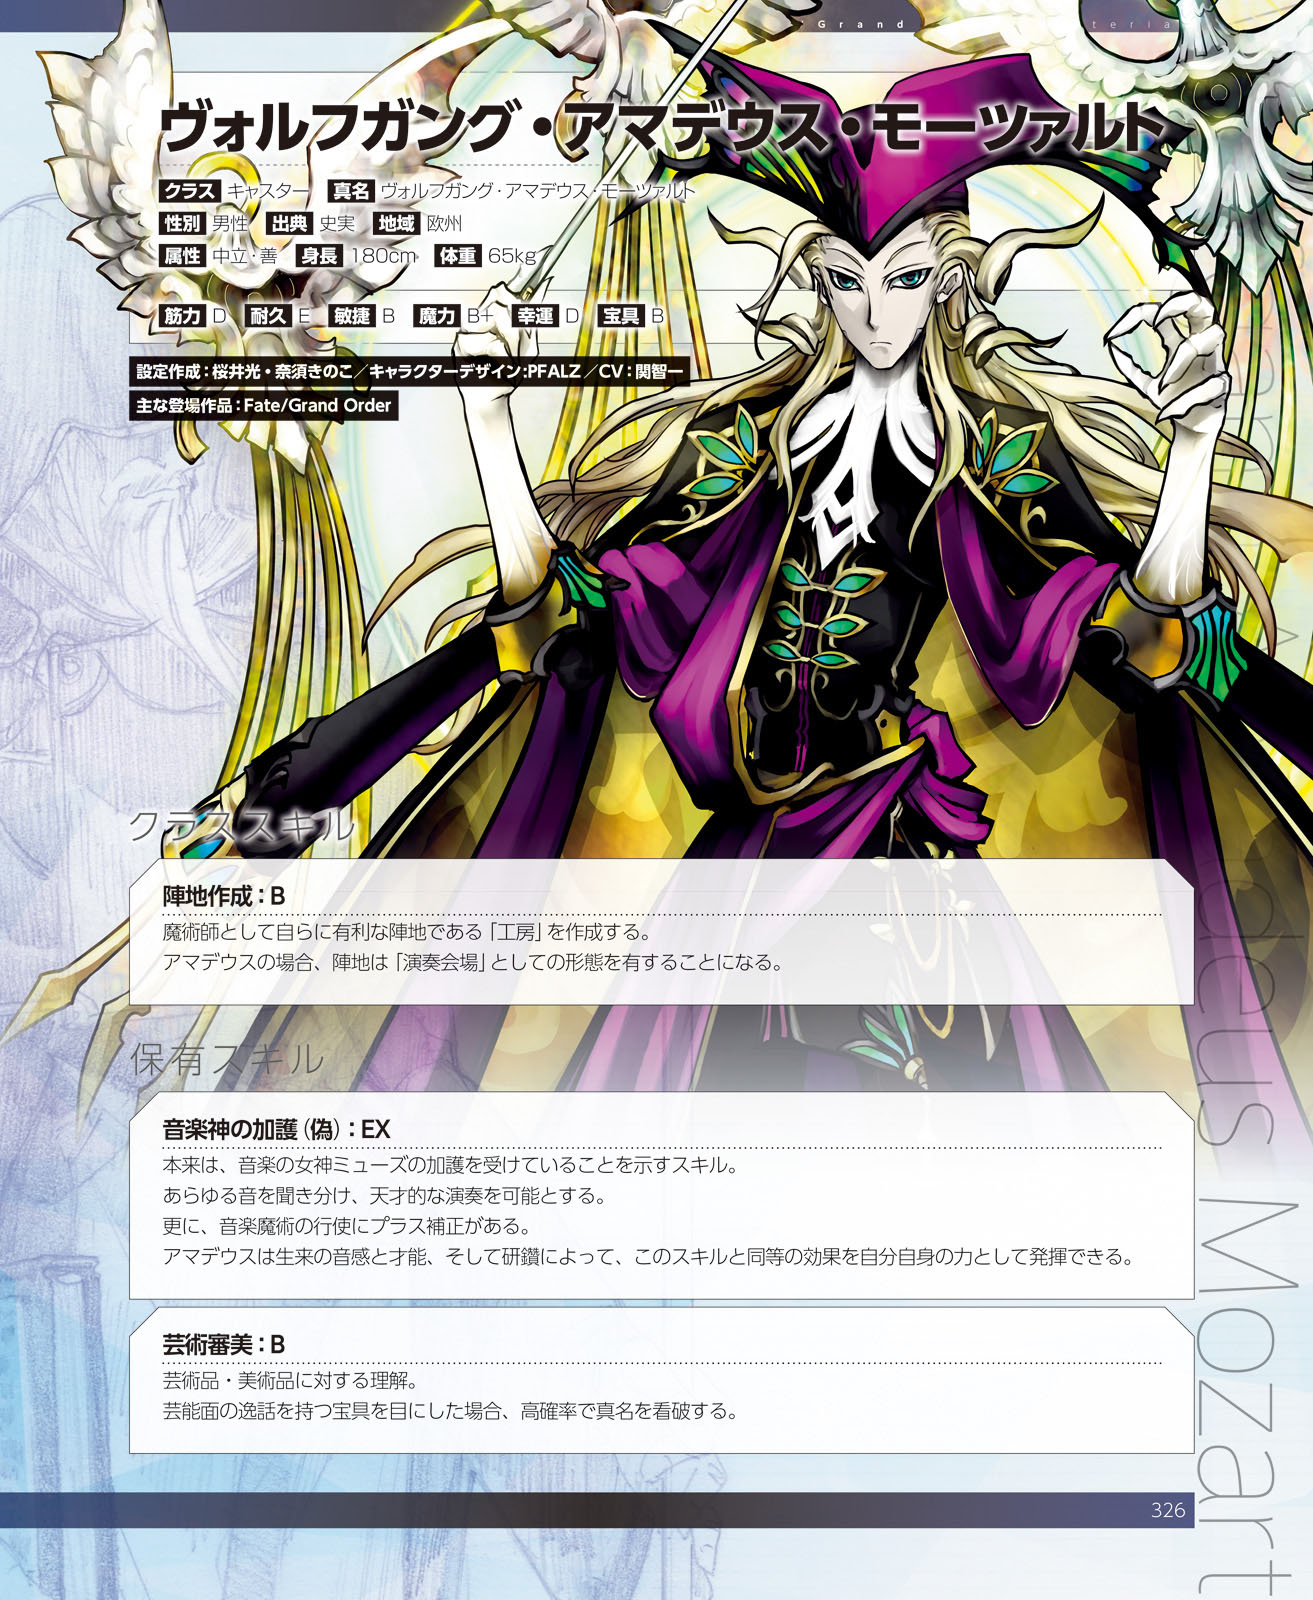 Grand
teria
ヴォルフガング・アマデウス・モーツァルト
クラス キャスター 真名 ヴォルフガング・アマデウス・モーツァルト
性別 男性 出典 史実 地域 欧州
属性 中立・善 身長 180cm 体重 65kg
筋力 D 耐久 E 敏捷 B 魔力 B+ 幸運 D 宝具 B
設定作成：桜井光・奈須きのこ／キャラクターデザイン：PFALZ／CV：関智一
主な登場作品：Fate/Grand Order
クラススキル
陣地作成：B
魔術師として自らに有利な陣地である「工房」を作成する。
アマデウスの場合、陣地は「演奏会場」としての形態を有することになる。
保有スキル
音楽神の加護（偽）：EX
本来は、音楽の女神ミューズの加護を受けていることを示すスキル。
あらゆる音を聞き分け、天才的な演奏を可能とする。
更に、音楽魔術の行使にプラス補正がある。
アマデウスは生来の音感と才能、そして研鑽によって、このスキルと同等の効果を自分自身の力として発揮できる。
芸術審美：B
芸術品・美術品に対する理解。
芸能面の逸話を持つ宝具を目にした場合、高確率で真名を看破する。
326
deus Mozart